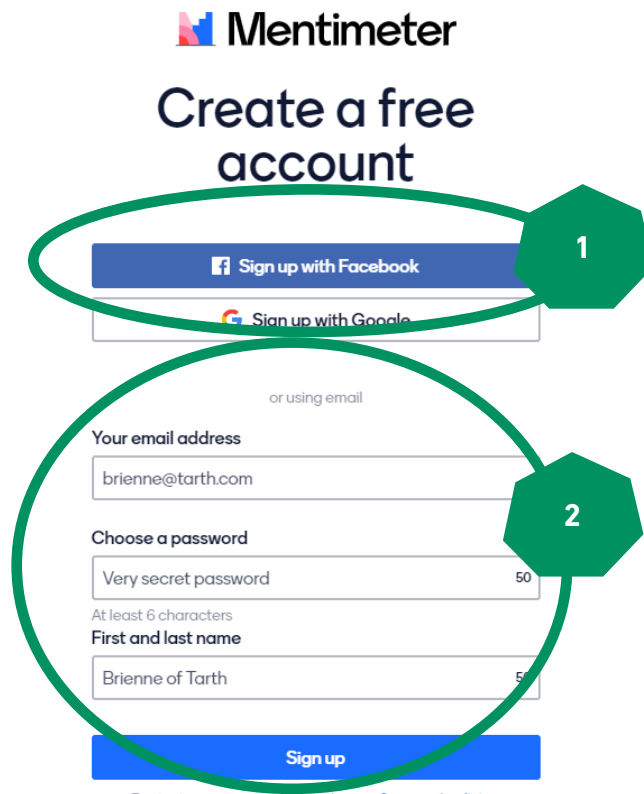 Mentimeter
Create a free
account
1
Sign up with Facebook
Sign up with Google
or using email
Your email address
brienne@tarth.com
2
Choose a password
Very secret password 50
At least 6 characters
First and last name
Brienne of Tarth
Sign up